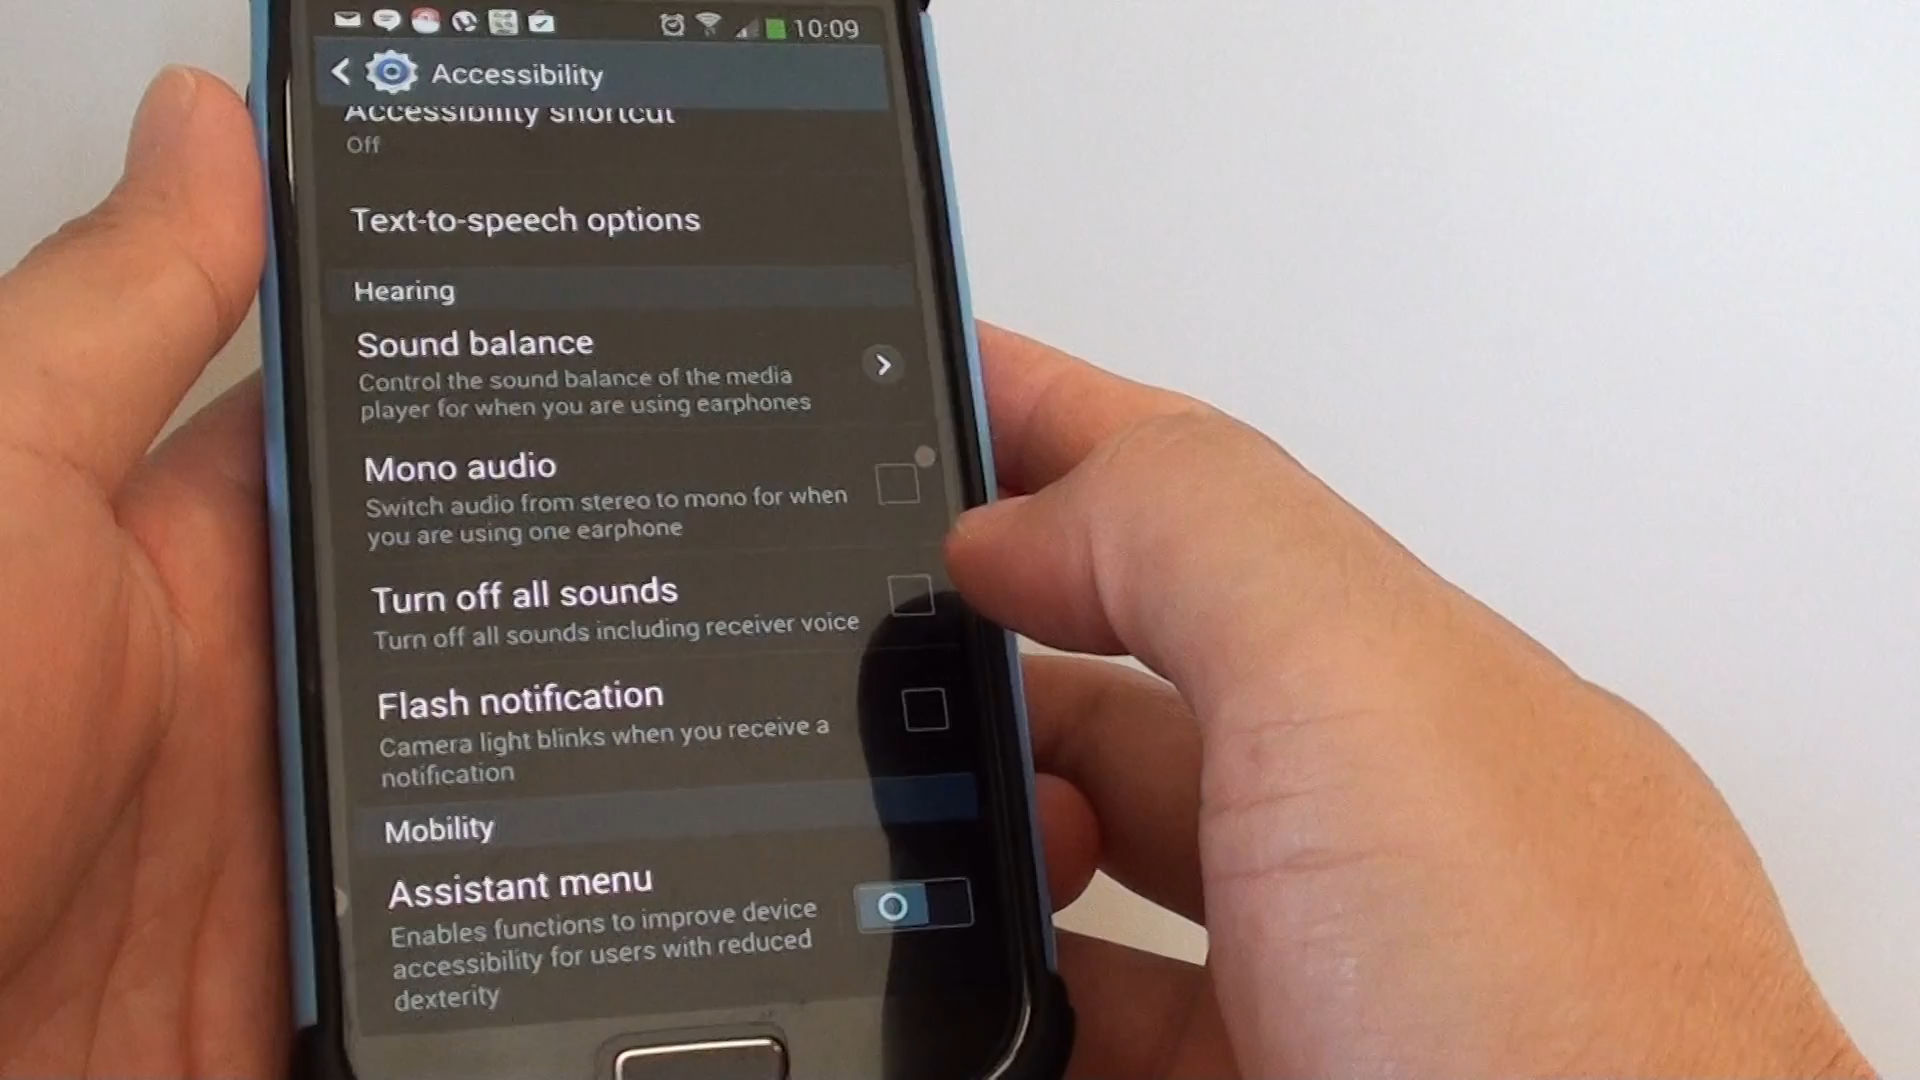 10:09
Accessibility
Accessibility shortcut
Off
Text-to-speech options
Hearing
Sound balance
Control the sound balance of the media
player for when you are using earphones
Mono audio
Switch audio from stereo to mono for when
you are using one earphone
Turn off all sounds
Turn off all sounds including receiver voice
Flash notification
Camera light blinks when you receive a
notification
Mobility
Assistant menu
Enables functions to improve device
accessibility for users with reduced
dexterity